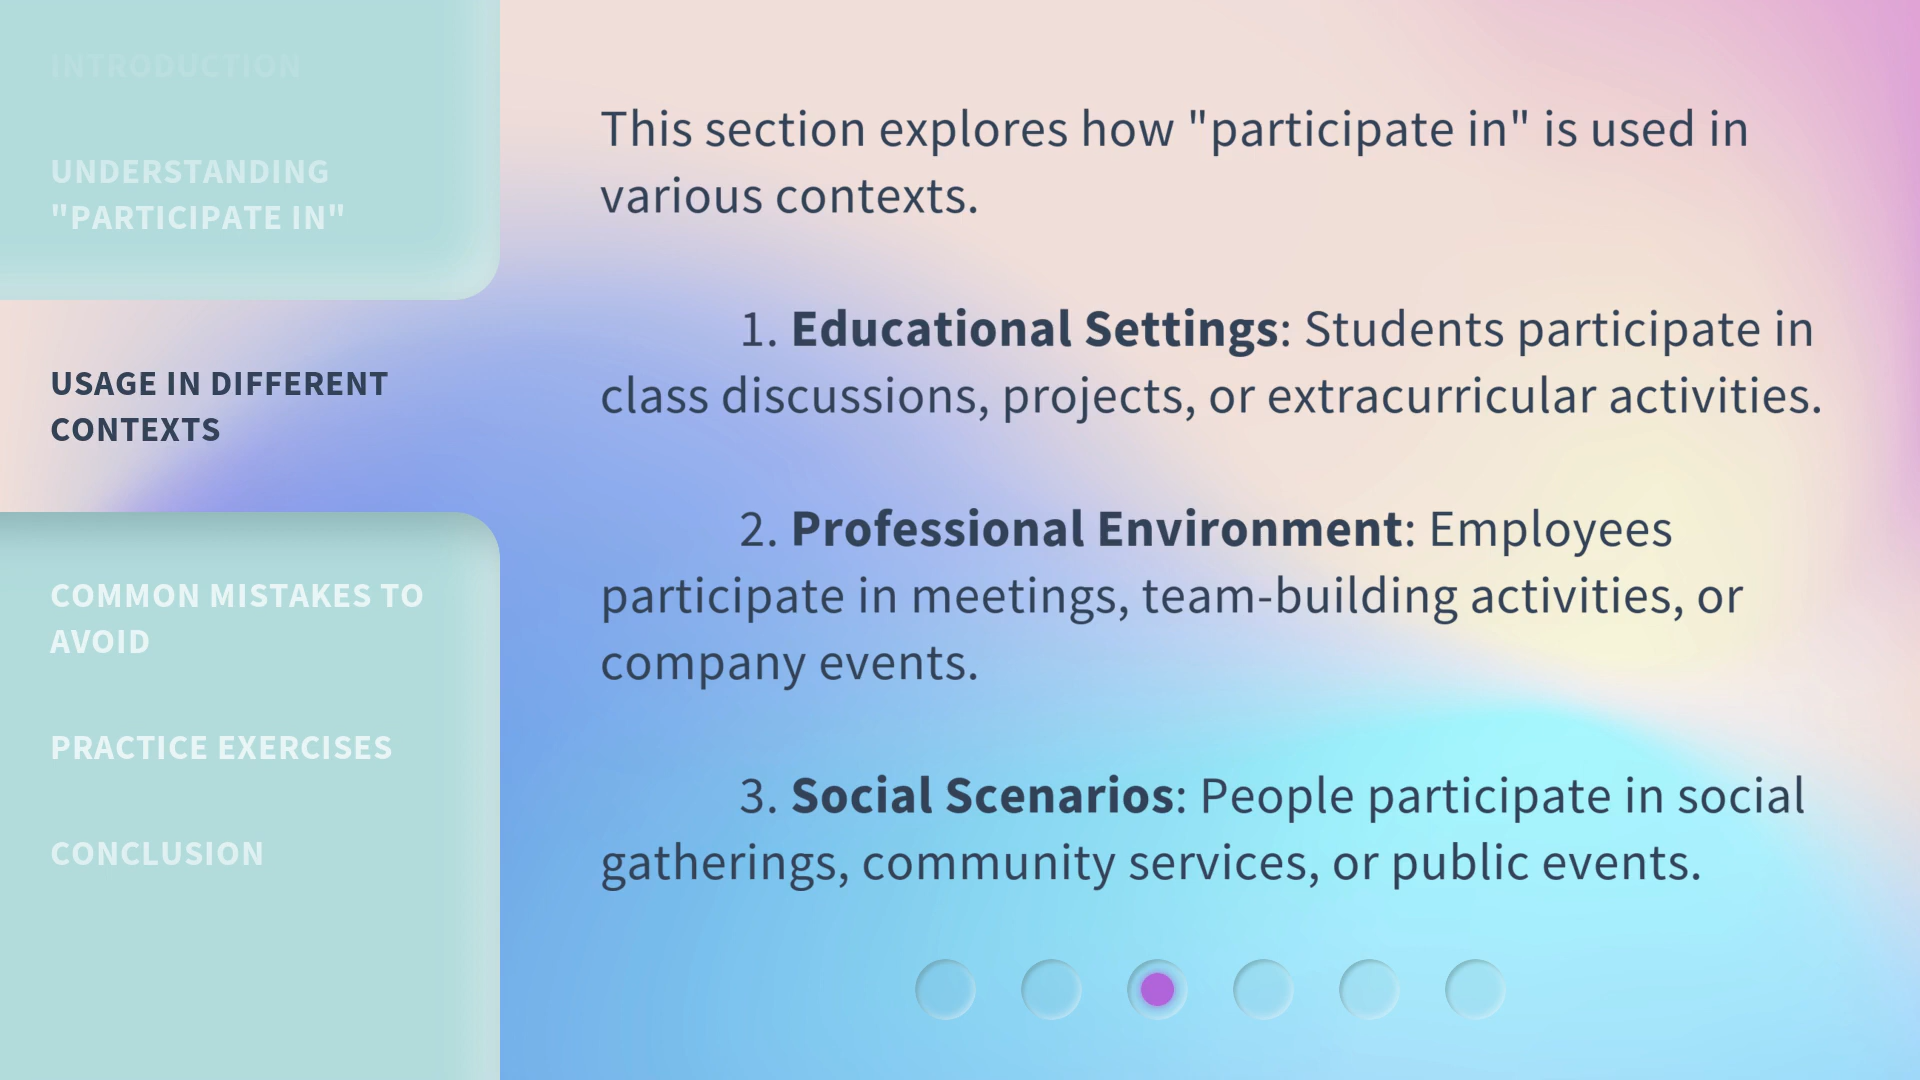 INTRODUCTION
UNDERSTANDING
"PARTICIPATE IN"
USAGE IN DIFFERENT
CONTEXTS
COMMON MISTAKES TO
AVOID
PRACTICE EXERCISES
CONCLUSION
This section explores how "participate in" is used in
various contexts.
1. Educational Settings: Students participate in
class discussions, projects, or extracurricular activities.
2. Professional Environment: Employees
participate in meetings, team-building activities, or
company events.
3. Social Scenarios: People participate in social
gatherings, community services, or public events.